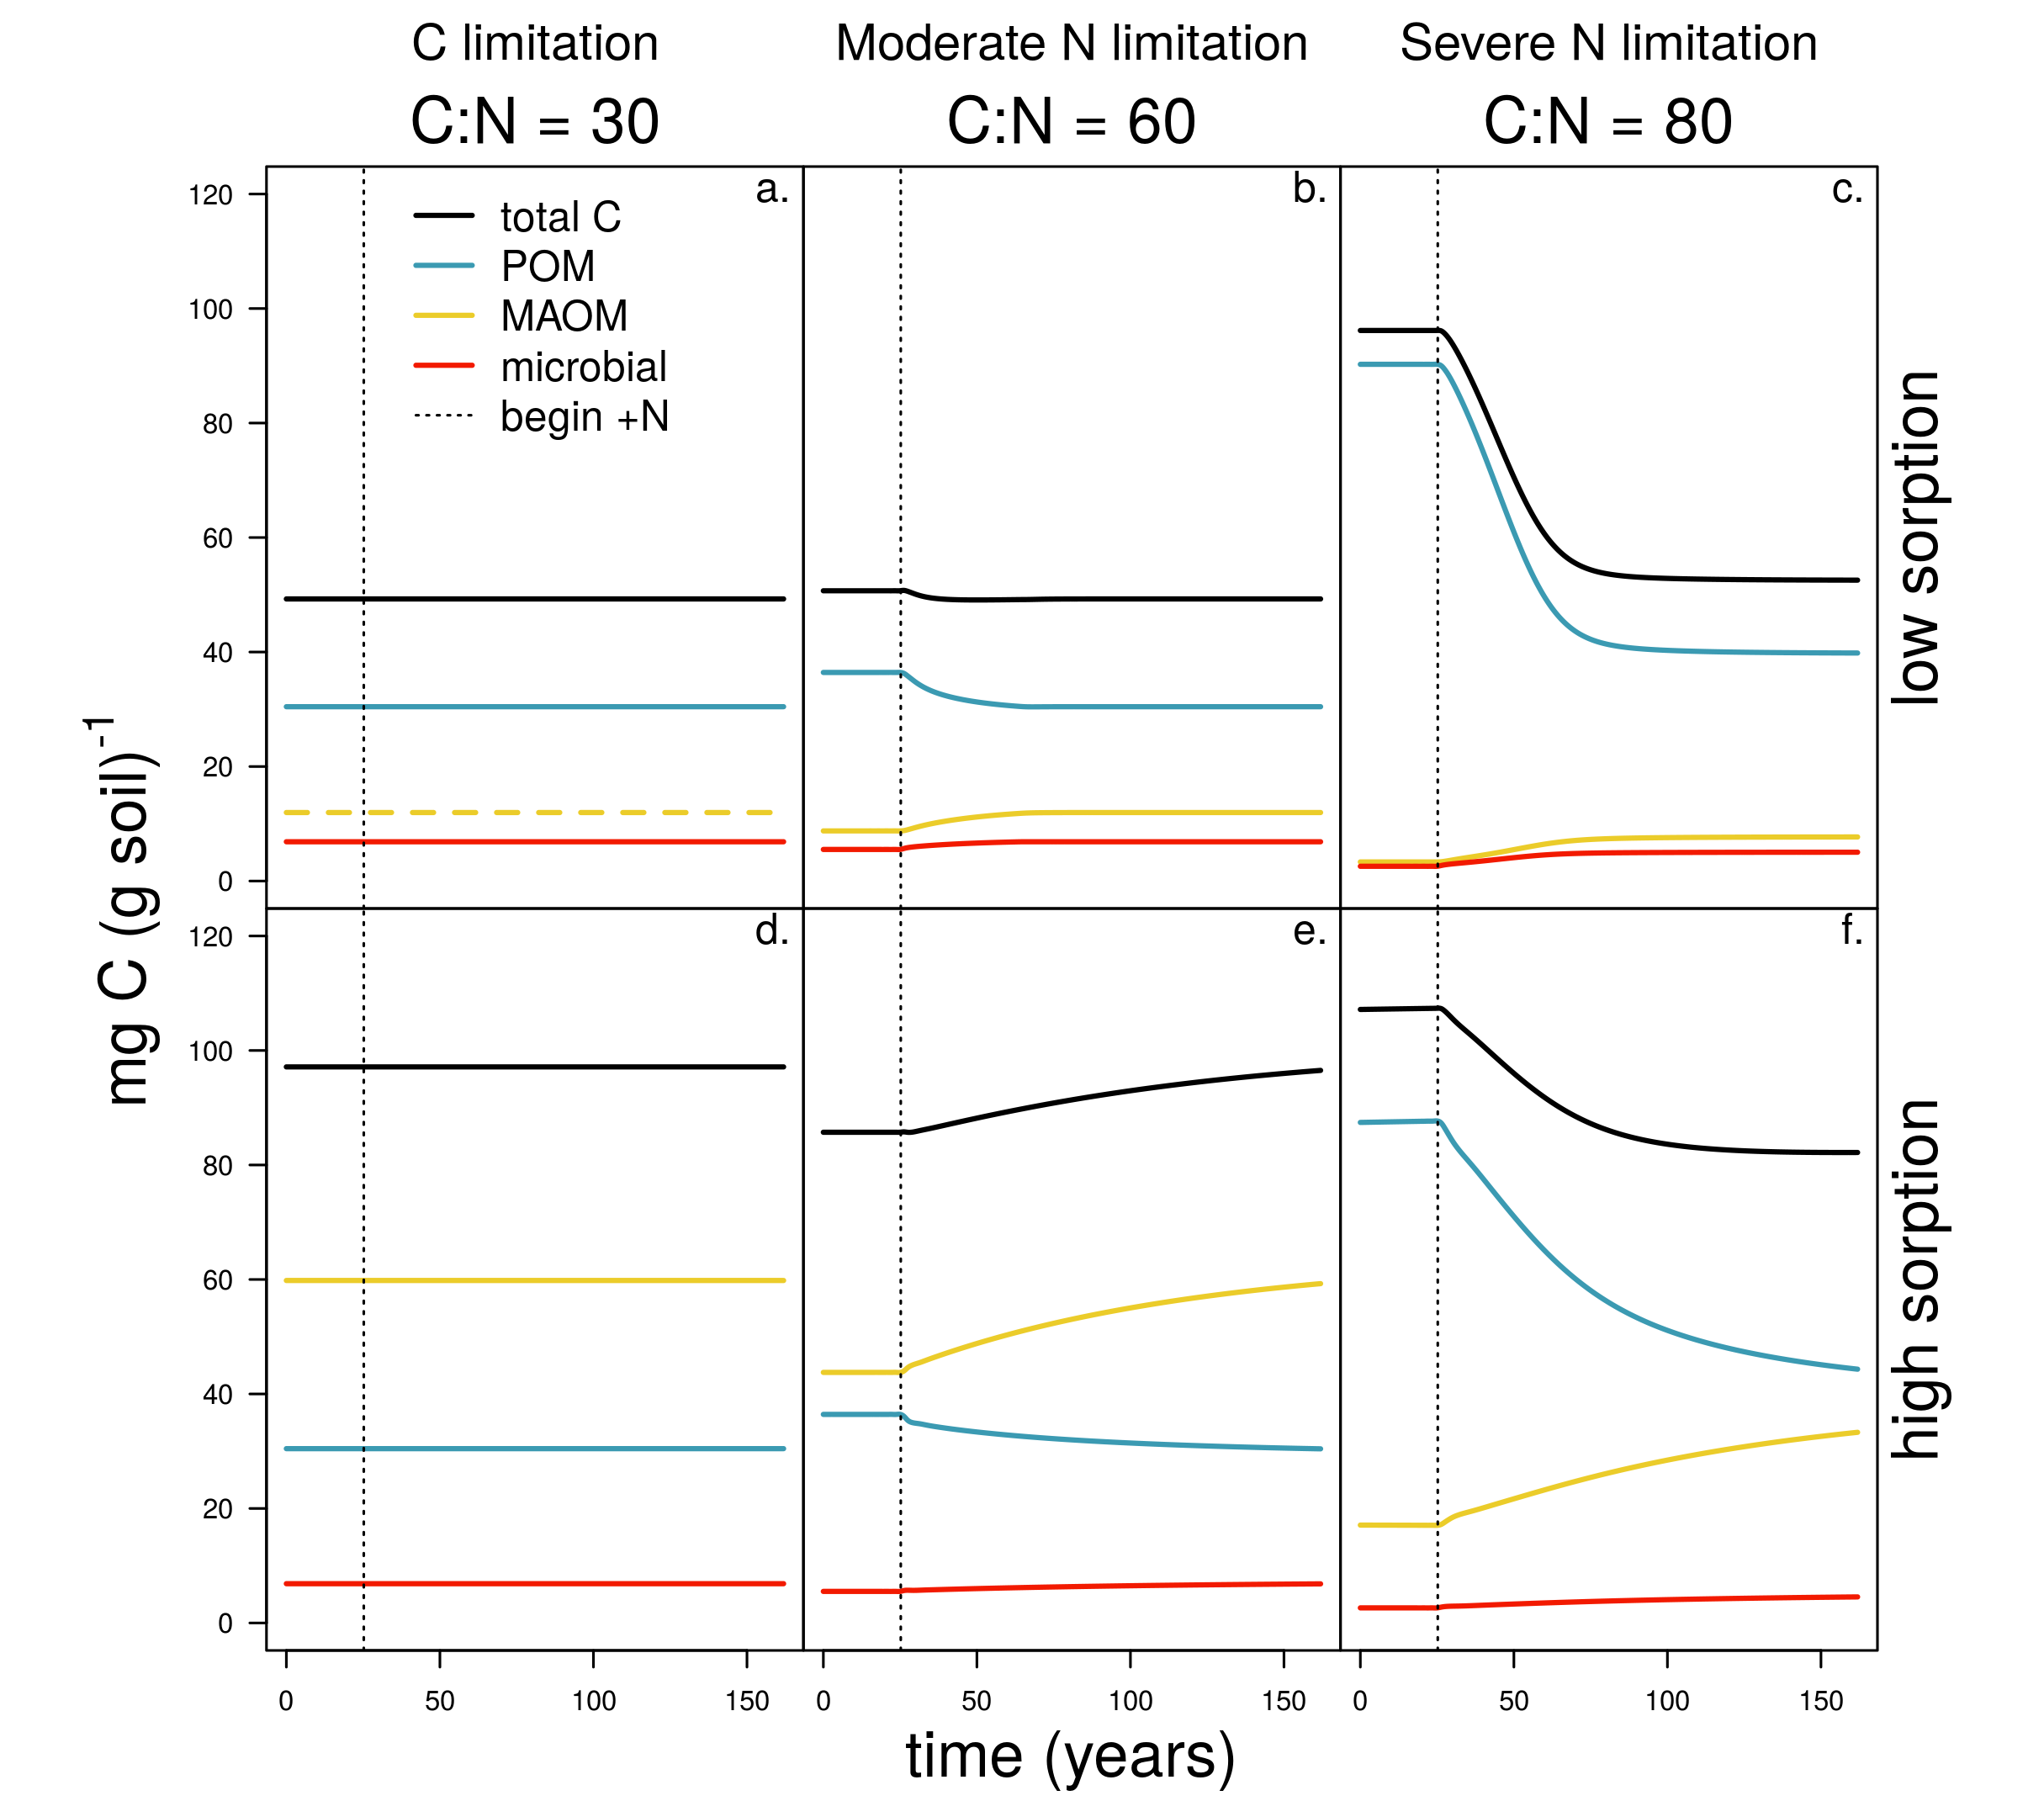 C limitation
Moderate N limitation
Severe N limitation
C:N = 30
C:N = 60
C:N = 80
a.
b.
c.
total C
POM
MAOM
microbial
begin +N
120
100
80
60
40
20
0
low sorption
mg C (g soil)⁻¹
d.
e.
f.
120
100
80
60
40
20
0
high sorption
0 50 100 150
0 50 100 150
0 50 100 150
time (years)